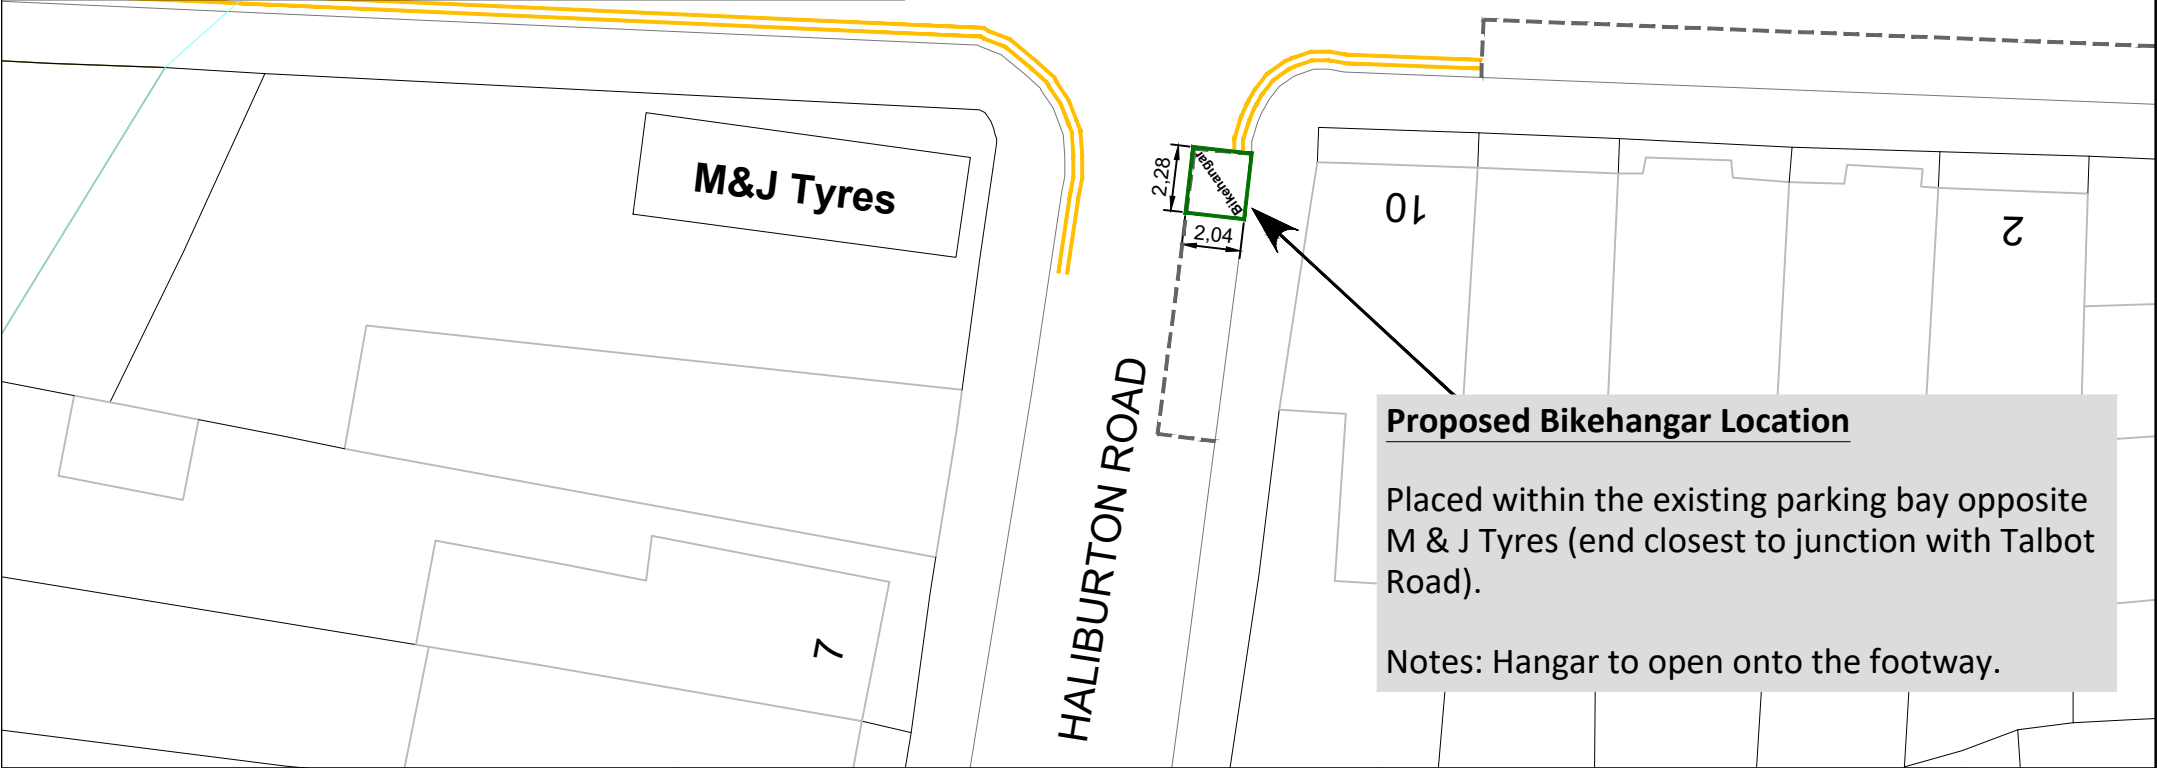 M&J Tyres
2,28
Bikehangar
2,04
10
2
HALIBURTON ROAD
7
Proposed Bikehangar Location
Placed within the existing parking bay opposite
M & J Tyres (end closest to junction with Talbot
Road).
Notes: Hangar to open onto the footway.